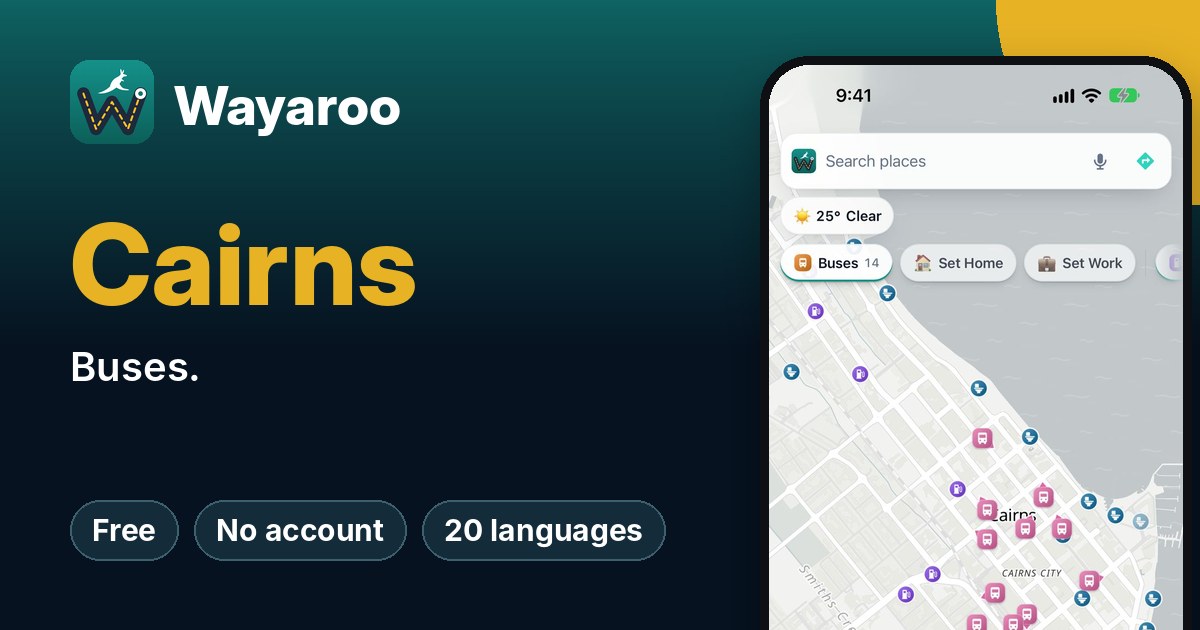 Wayaroo
Cairns
Buses.
Free
No account
20 languages
9:41
Search places
25° Clear
Buses 14
Set Home
Set Work
Cairns
CAIRNS CITY